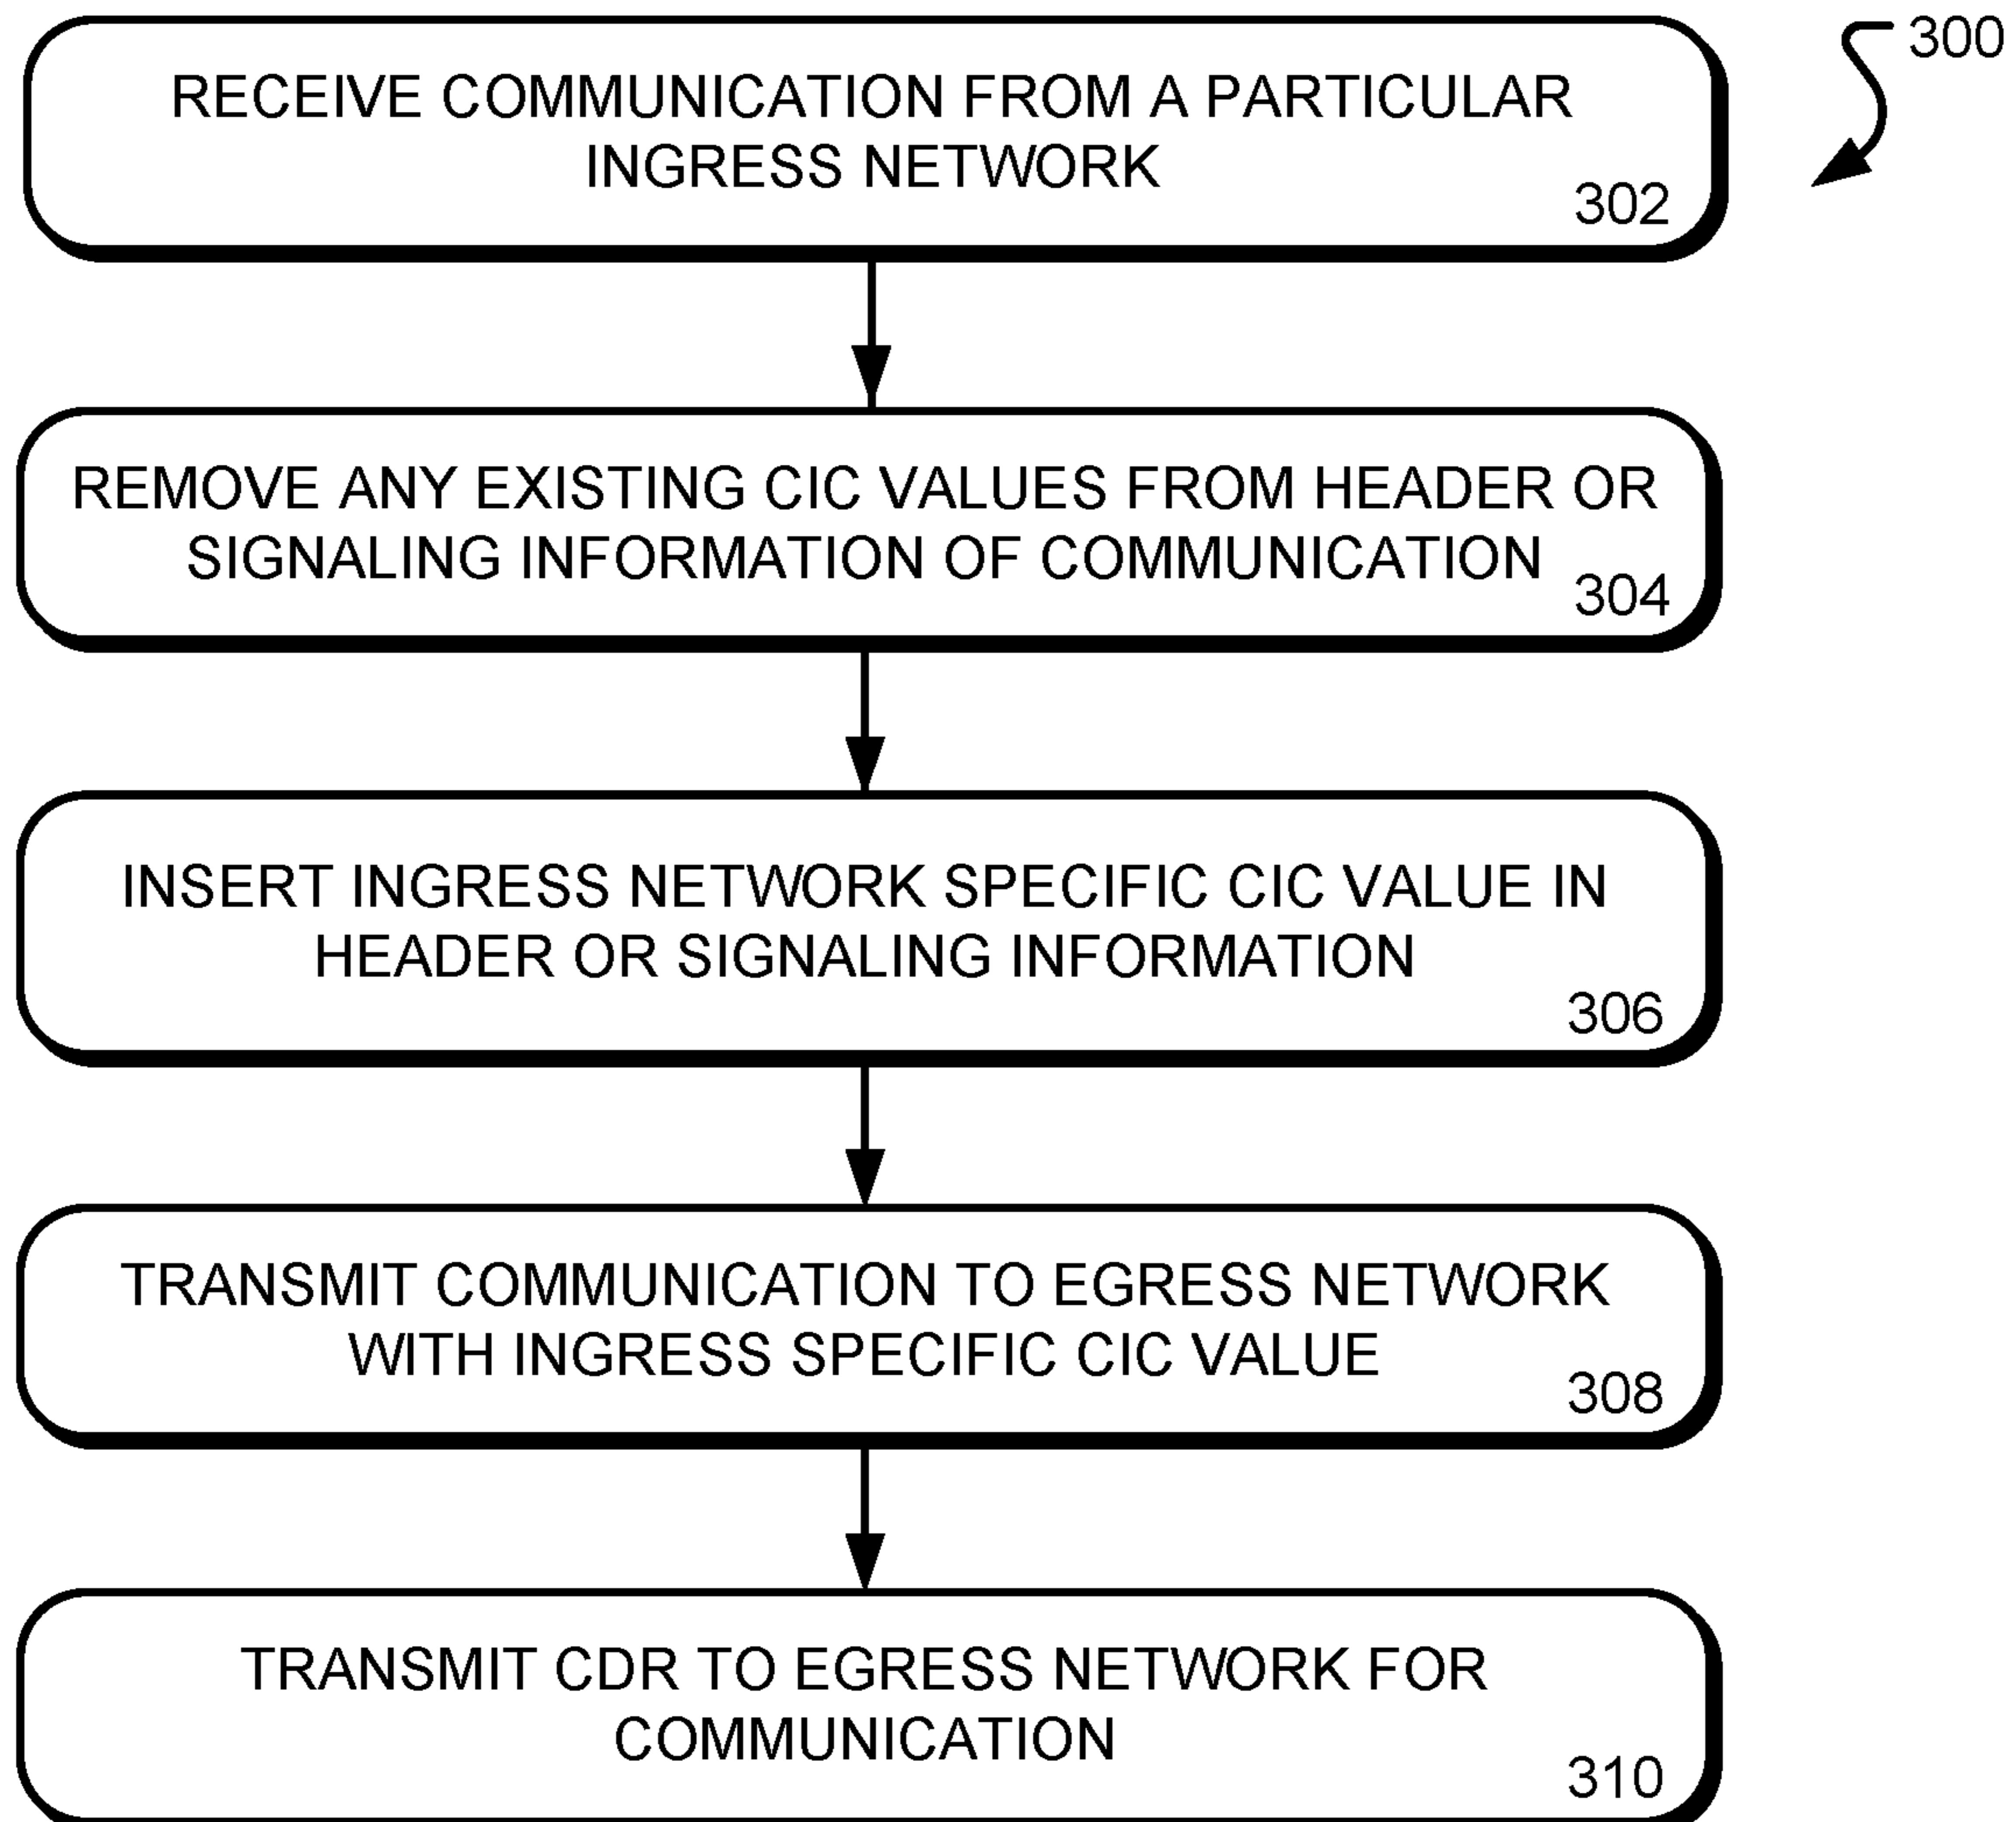 300
RECEIVE COMMUNICATION FROM A PARTICULAR
INGRESS NETWORK
302
REMOVE ANY EXISTING CIC VALUES FROM HEADER OR
SIGNALING INFORMATION OF COMMUNICATION
304
INSERT INGRESS NETWORK SPECIFIC CIC VALUE IN
HEADER OR SIGNALING INFORMATION
306
TRANSMIT COMMUNICATION TO EGRESS NETWORK
WITH INGRESS SPECIFIC CIC VALUE
308
TRANSMIT CDR TO EGRESS NETWORK FOR
COMMUNICATION
310